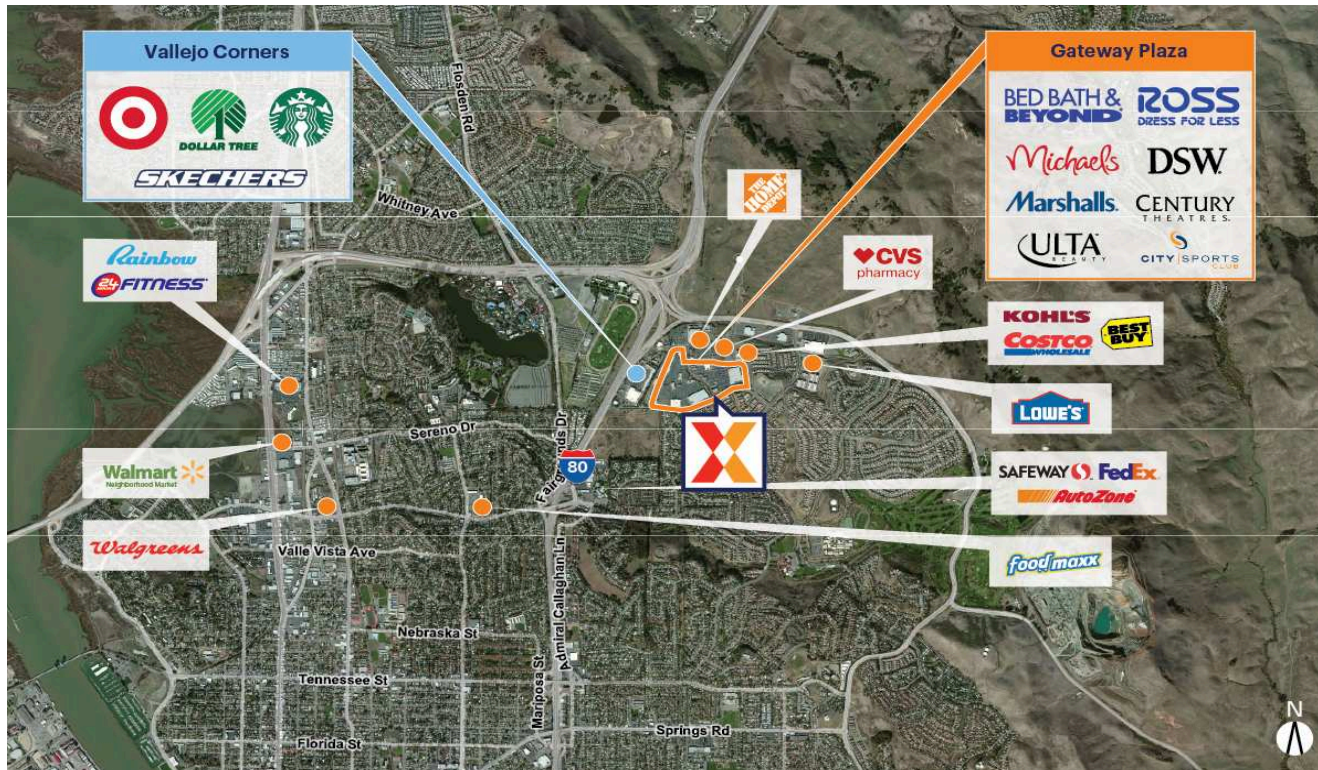 Vallejo Corners
DOLLAR TREE
SKECHERS
Gateway Plaza
BED BATH &
BEYOND
ROSS
DRESS FOR LESS
Michaels
DSW
Marshalls.
CENTURY
THEATRES.
ULTA
BEAUTY
CITY SPORTS
CLUB
Flosden Rd
Whitney Ave
THE
HOME
DEPOT
CVS
pharmacy
Rainbow
24
HOUR
FITNESS
KOHL'S
COSTCO
WHOLESALE
BEST
BUY
LOWE'S
Sereno Dr
Fairgrounds Dr
80
Walmart
Neighborhood Market
SAFEWAY
FedEx
AutoZone
Walgreens
Valle Vista Ave
foodmaxx
Admiral Callaghan Ln
Nebraska St
Tennessee St
Mariposa St
Springs Rd
Florida St
N